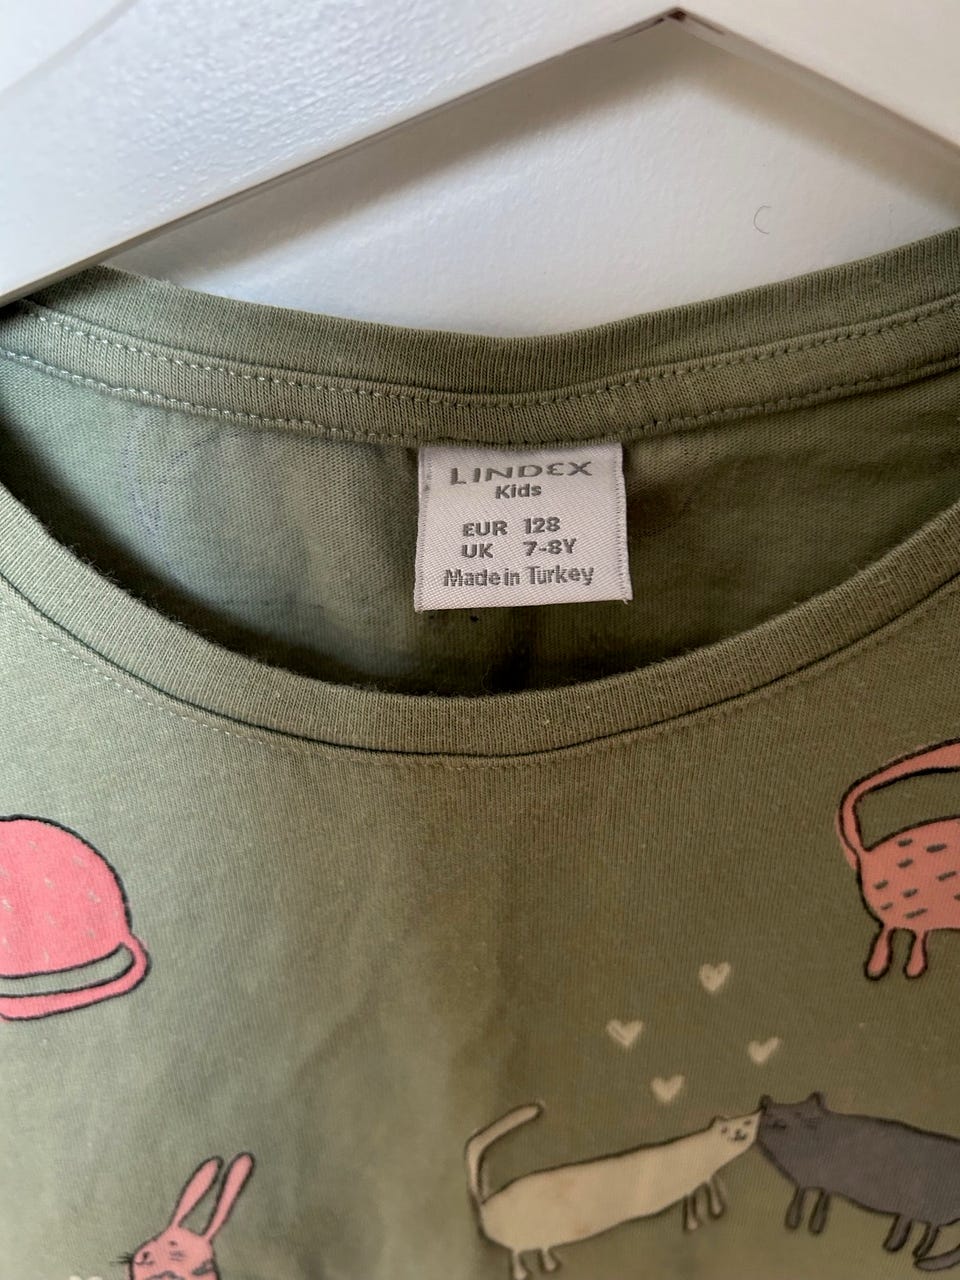 LINDEX
Kids
EUR 128
UK 7-8Y
Made in Turkey